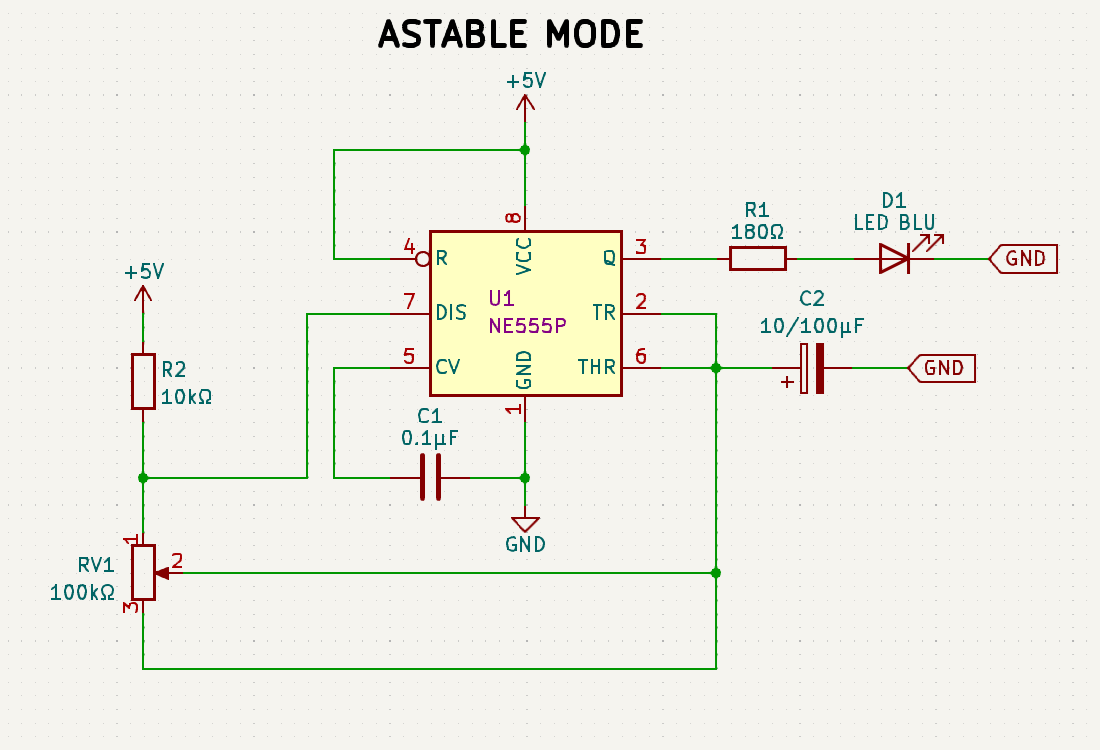 ASTABLE MODE
+5V
8
VCC
4
R
Q
3
R1
180Ω
D1
LED BLU
GND
+5V
7
DIS
U1
NE555P
TR
2
C2
10/100µF
5
CV
GND
THR
6
+
GND
R2
10kΩ
1
C1
0.1µF
GND
1
RV1
100kΩ
2
3